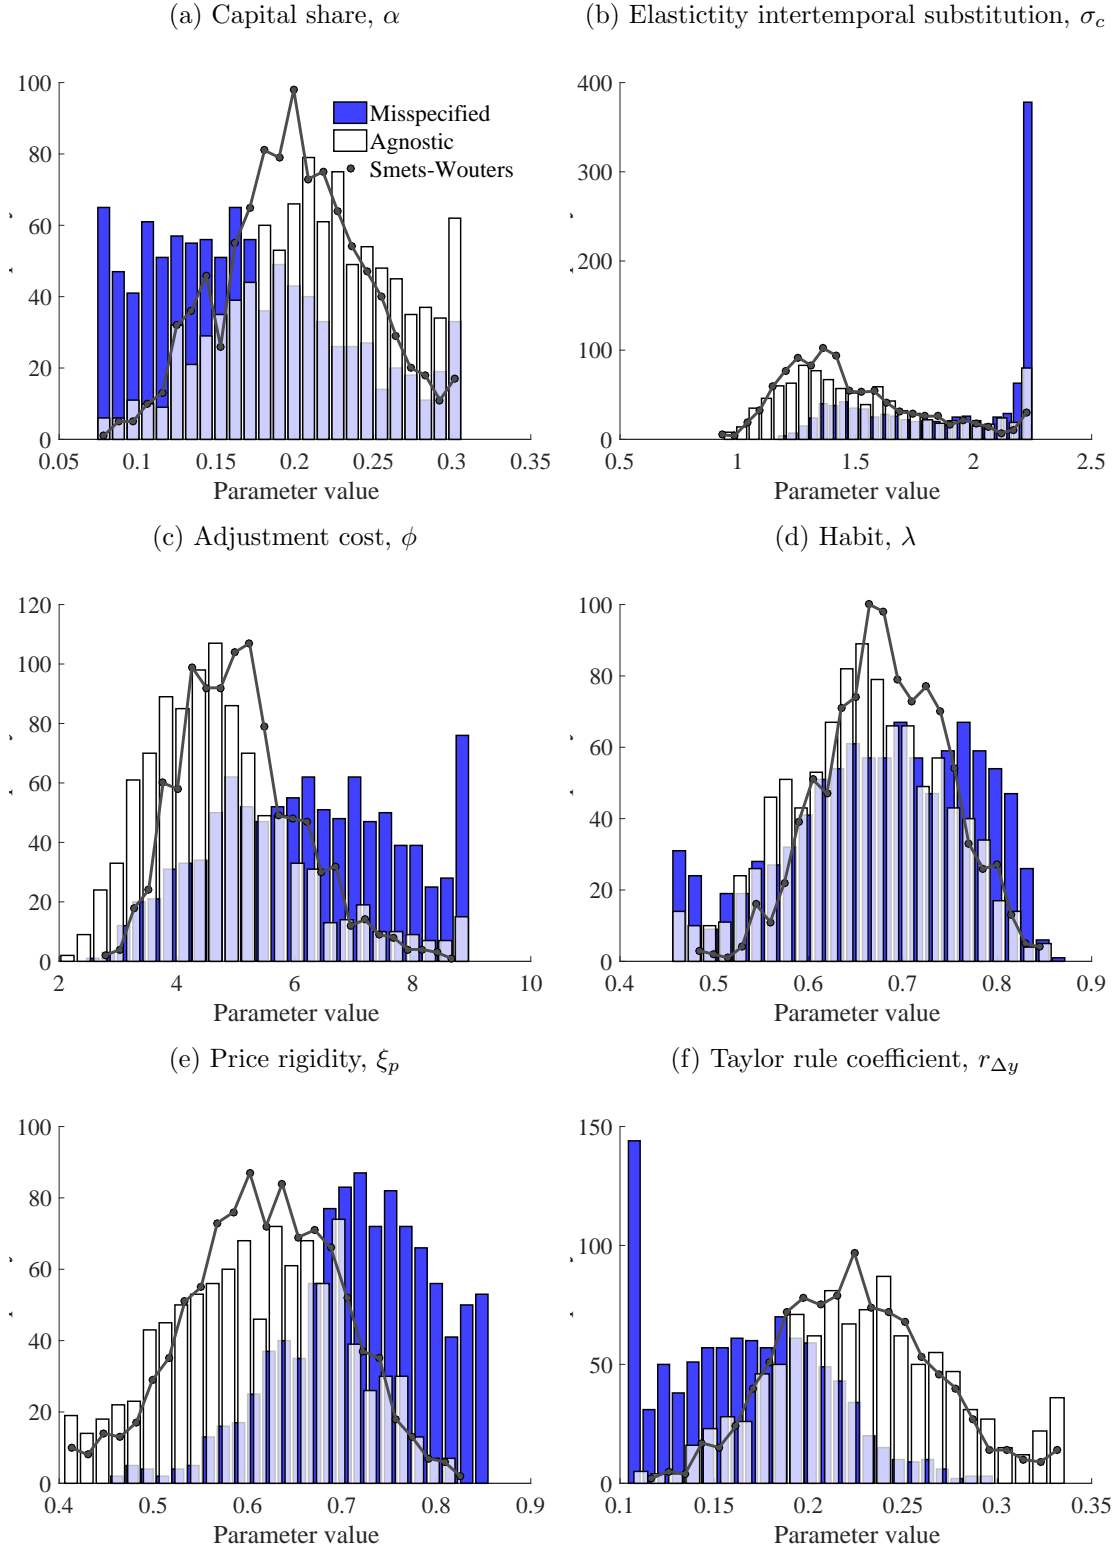 (a) Capital share, α
100
80
60
40
20
0
0.05 0.1 0.15 0.2 0.25 0.3 0.35
Parameter value
Misspecified
Agnostic
Smets-Wouters
(b) Elastictity intertemporal substitution, σc
400
300
200
100
0
0.5 1 1.5 2 2.5
Parameter value
(c) Adjustment cost, ϕ
120
100
80
60
40
20
0
2 4 6 8 10
Parameter value
(d) Habit, λ
100
80
60
40
20
0
0.4 0.5 0.6 0.7 0.8 0.9
Parameter value
(e) Price rigidity, ξp
100
80
60
40
20
0
0.4 0.5 0.6 0.7 0.8 0.9
Parameter value
(f) Taylor rule coefficient, rΔy
150
100
50
0
0.1 0.15 0.2 0.25 0.3 0.35
Parameter value